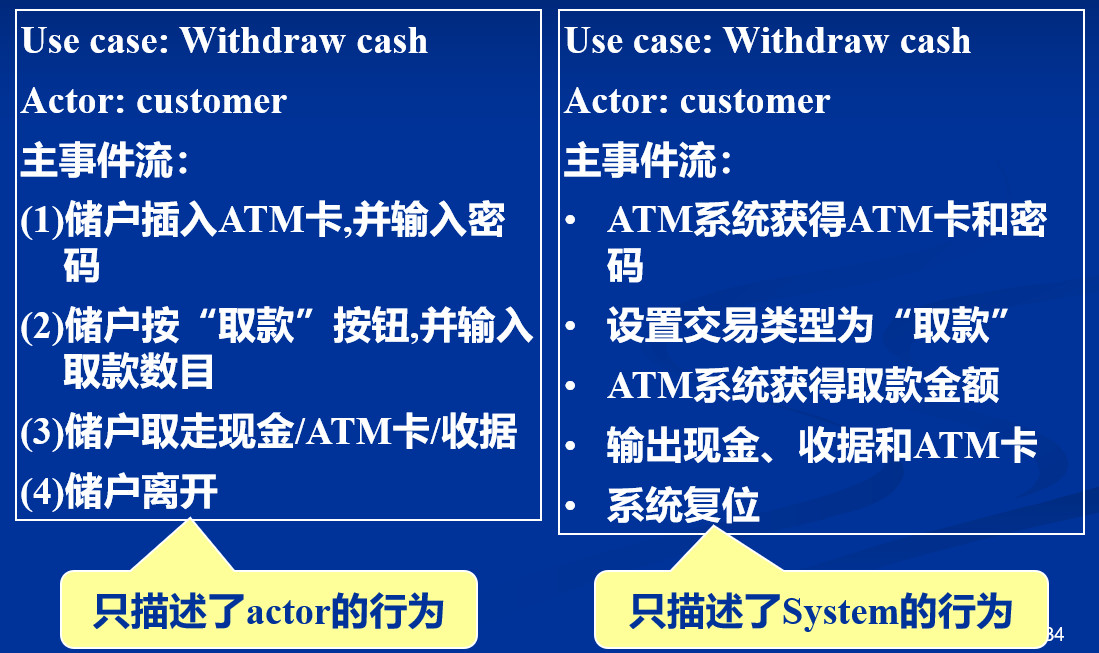 Use case: Withdraw cash
Actor: customer
主事件流：
(1)储户插入ATM卡,并输入密
码
(2)储户按“取款”按钮,并输入
取款数目
(3)储户取走现金/ATM卡/收据
(4)储户离开
只描述了actor的行为
Use case: Withdraw cash
Actor: customer
主事件流：
• ATM系统获得ATM卡和密
码
• 设置交易类型为“取款”
• ATM系统获得取款金额
• 输出现金、收据和ATM卡
• 系统复位
只描述了System的行为
34